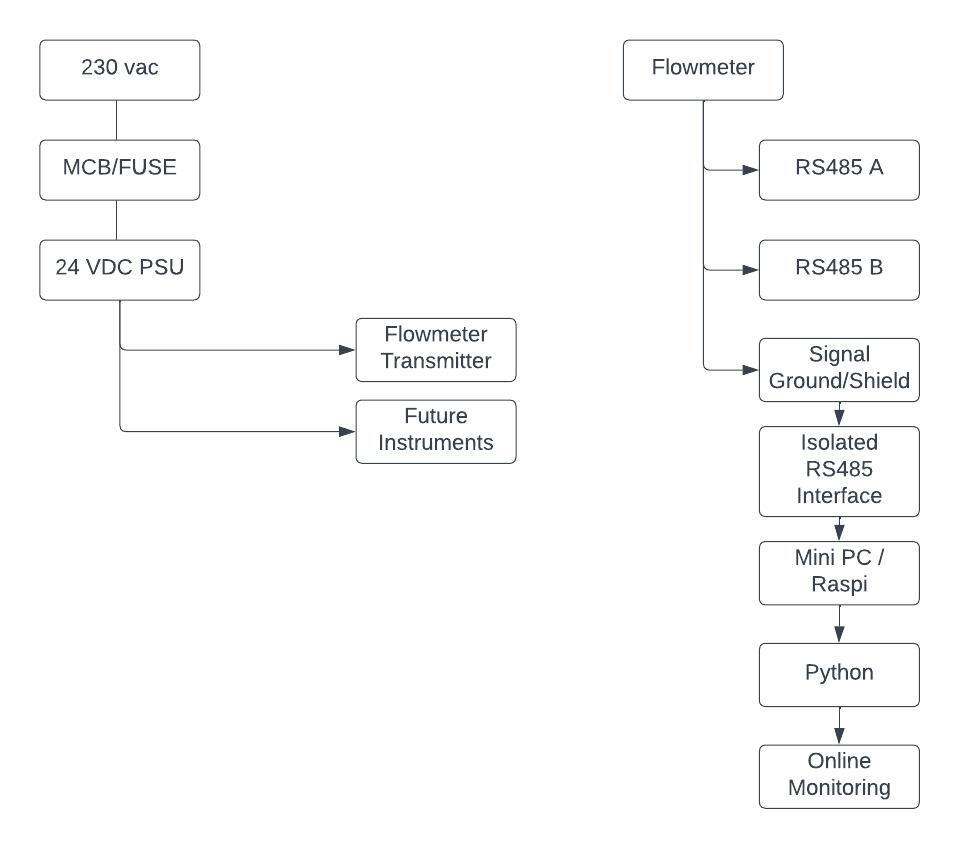 230 vac
MCB/FUSE
24 VDC PSU
Flowmeter
Transmitter
Future
Instruments
Flowmeter
RS485 A
RS485 B
Signal
Ground/Shield
Isolated
RS485
Interface
Mini PC /
Raspi
Python
Online
Monitoring